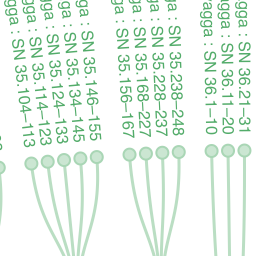 gga : SN 35.104–113
gga : SN 35.114–123
gga : SN 35.124–133
gga : SN 35.134–145
gga : SN 35.146–155
gga : SN 35.156–167
gga : SN 35.168–227
gga : SN 35.228–237
gga : SN 35.238–248
vagga : SN 36.1–10
agga : SN 36.11–20
agga : SN 36.21–31